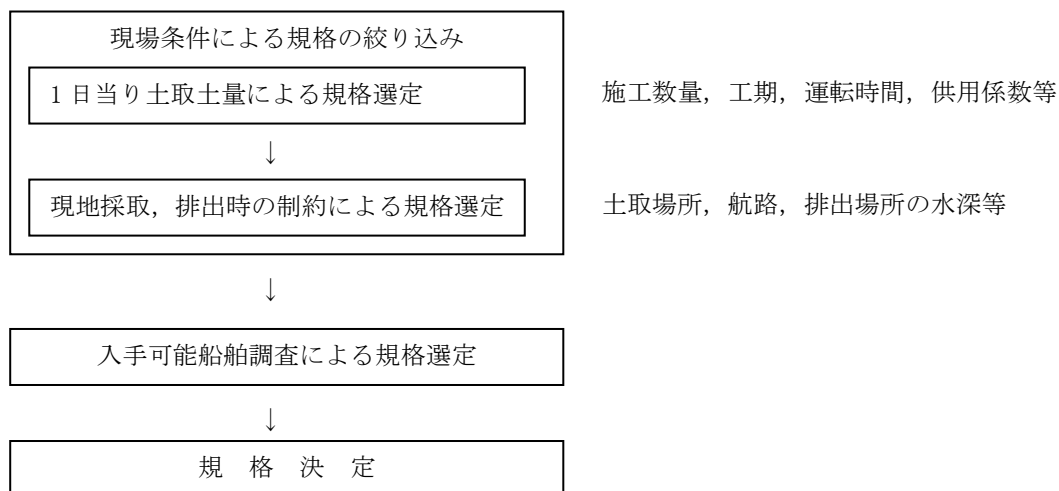 現場条件による規格の絞り込み
1日当り土取土量による規格選定 施工数量，工期，運転時間，供用係数等
↓
現地採取，排出時の制約による規格選定 土取場所，航路，排出場所の水深等
↓
入手可能船舶調査による規格選定
↓
規 格 決 定